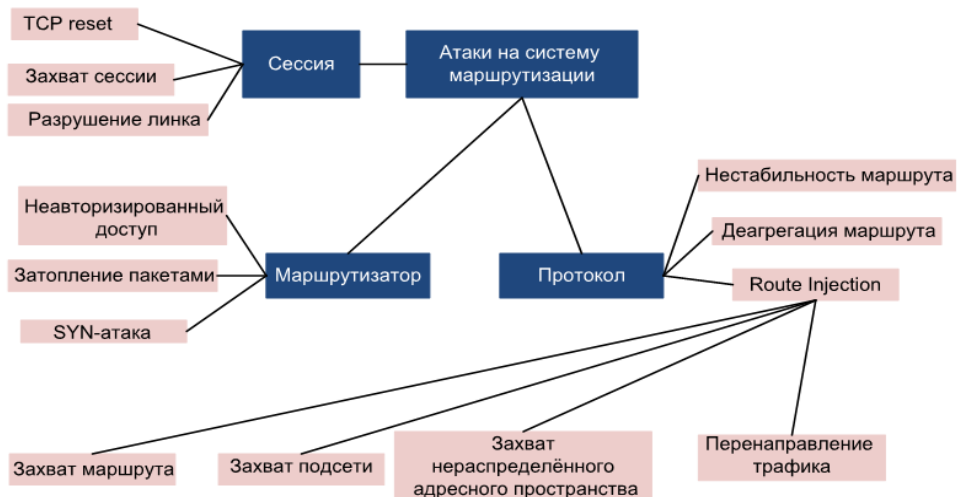 TCP reset
Захват сессии
Разрушение линка
Сессия
Атаки на систему
маршрутизации
Неавторизированный
доступ
Затопление пакетами
SYN-атака
Маршрутизатор
Протокол
Нестабильность маршрута
Деагрегация маршрута
Route Injection
Захват маршрута
Захват подсети
Захват
нераспределённого
адресного пространства
Перенаправление
трафика